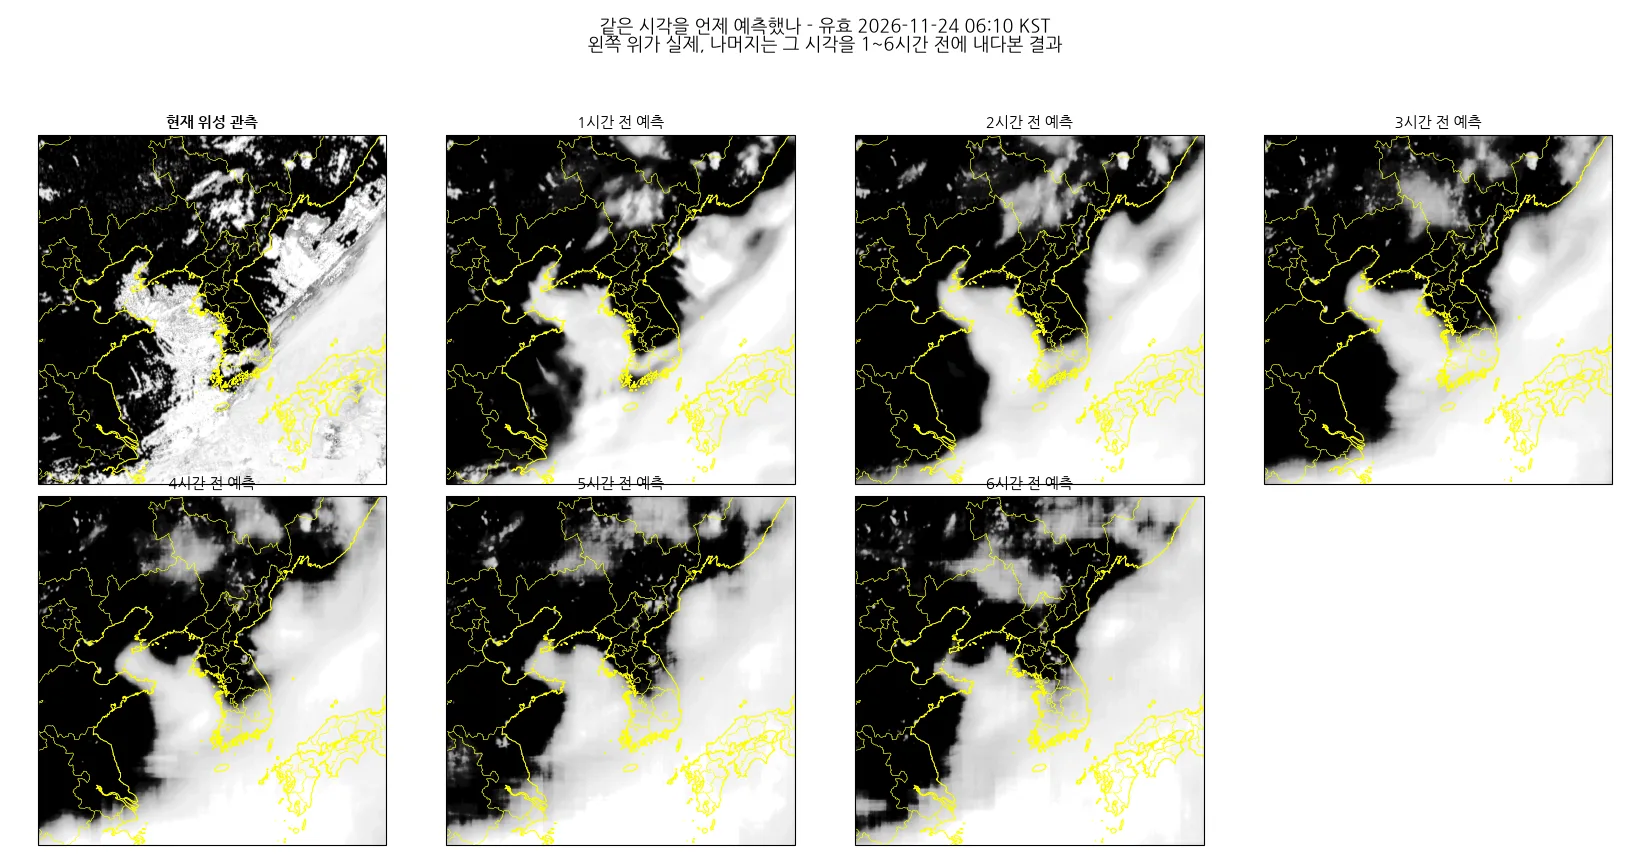 같은 시각을 언제 예측했나 - 유효 2026-11-24 06:10 KST
왼쪽 위가 실제, 나머지는 그 시각을 1~6시간 전에 내다본 결과
현재 위성 관측
1시간 전 예측
2시간 전 예측
3시간 전 예측
4시간 전 예측
5시간 전 예측
6시간 전 예측